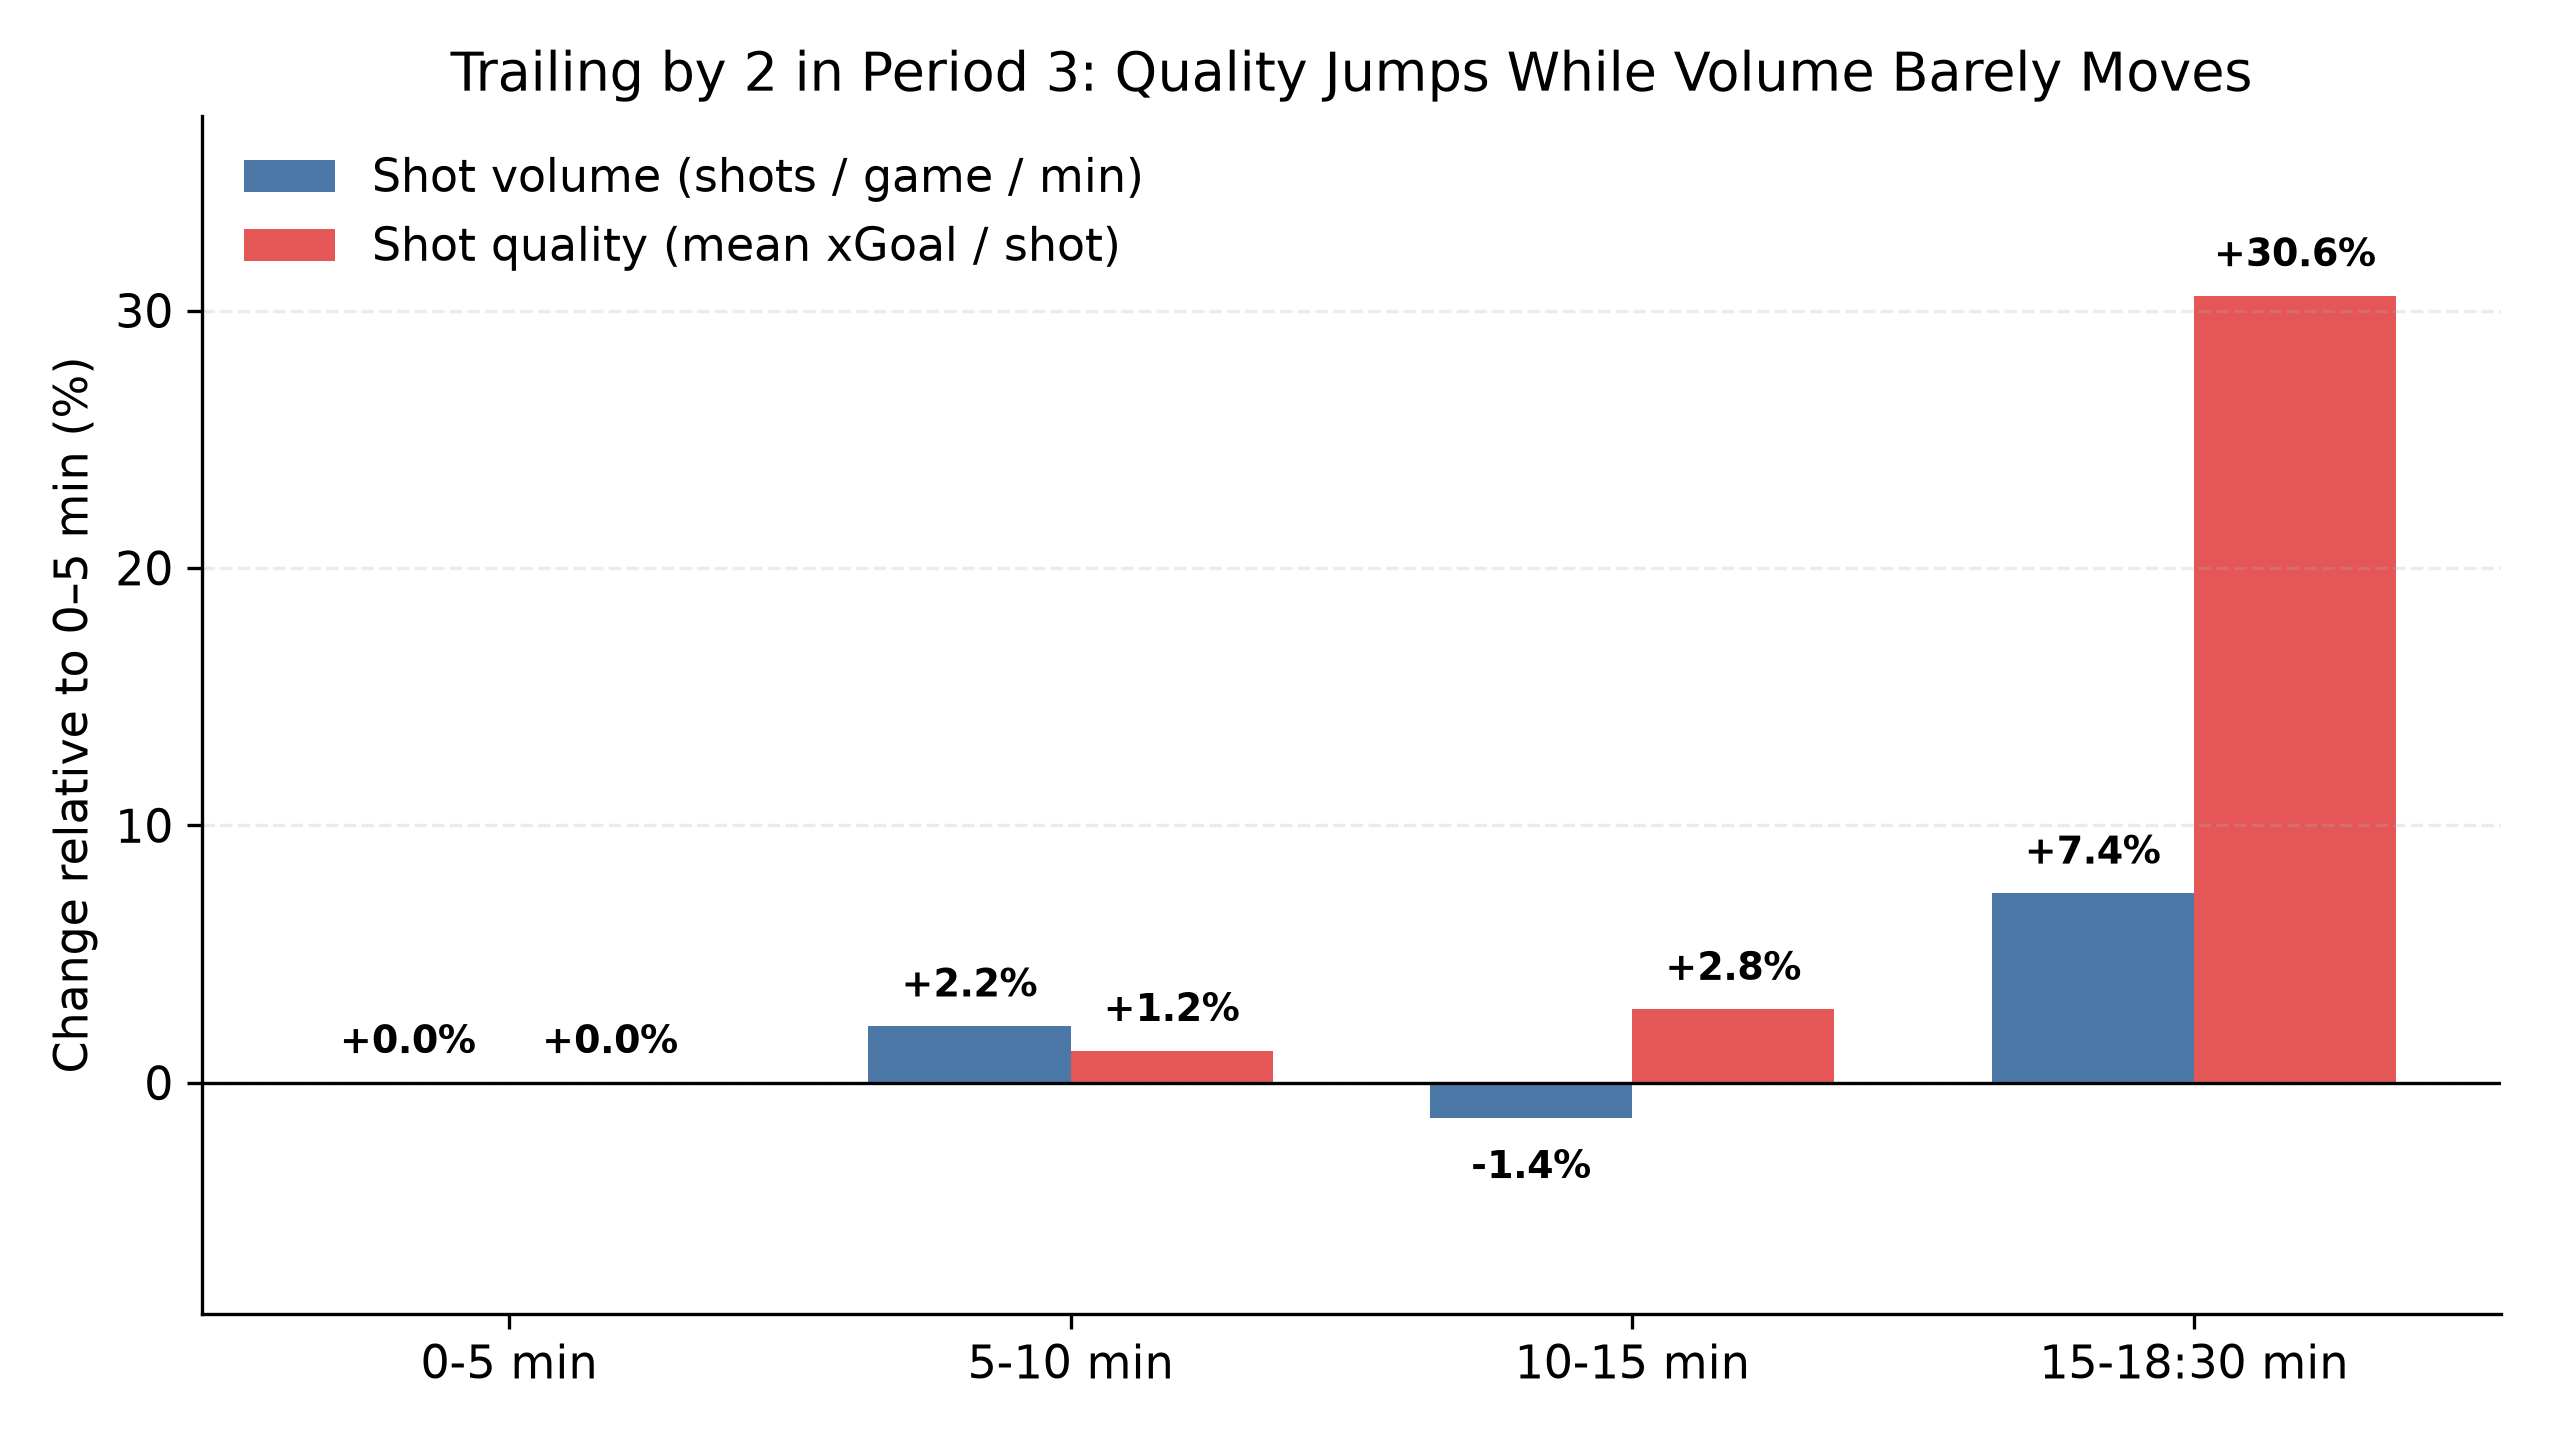 Trailing by 2 in Period 3: Quality Jumps While Volume Barely Moves
Shot volume (shots / game / min)
Shot quality (mean xGoal / shot)
Change relative to 0–5 min (%)
30
20
10
0
+0.0%
+0.0%
+2.2%
+1.2%
-1.4%
+2.8%
+7.4%
+30.6%
0-5 min
5-10 min
10-15 min
15-18:30 min